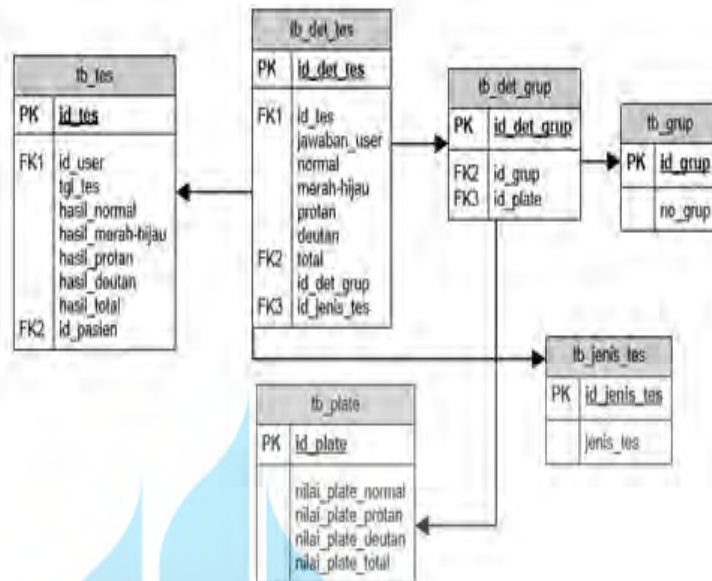 tb_tes
PK id_tes
FK1 id_user
tgl_tes
hasil_normal
hasil_merah-hijau
hasil_protan
hasil_deutan
hasil_total
FK2 id_pasien
tb_det_tes
PK id_det_tes
FK1 id_tes
jawaban_user
normal
merah-hijau
protan
deutan
FK2 total
id_det_grup
FK3 id_jenis_tes
tb_det_grup
PK id_det_grup
FK2 id_grup
FK3 id_plate
tb_grup
PK id_grup
no_grup
tb_jenis_tes
PK id_jenis_tes
jenis_tes
tb_plate
PK id_plate
nilai_plate_normal
nilai_plate_protan
nilai_plate_deutan
nilai_plate_total